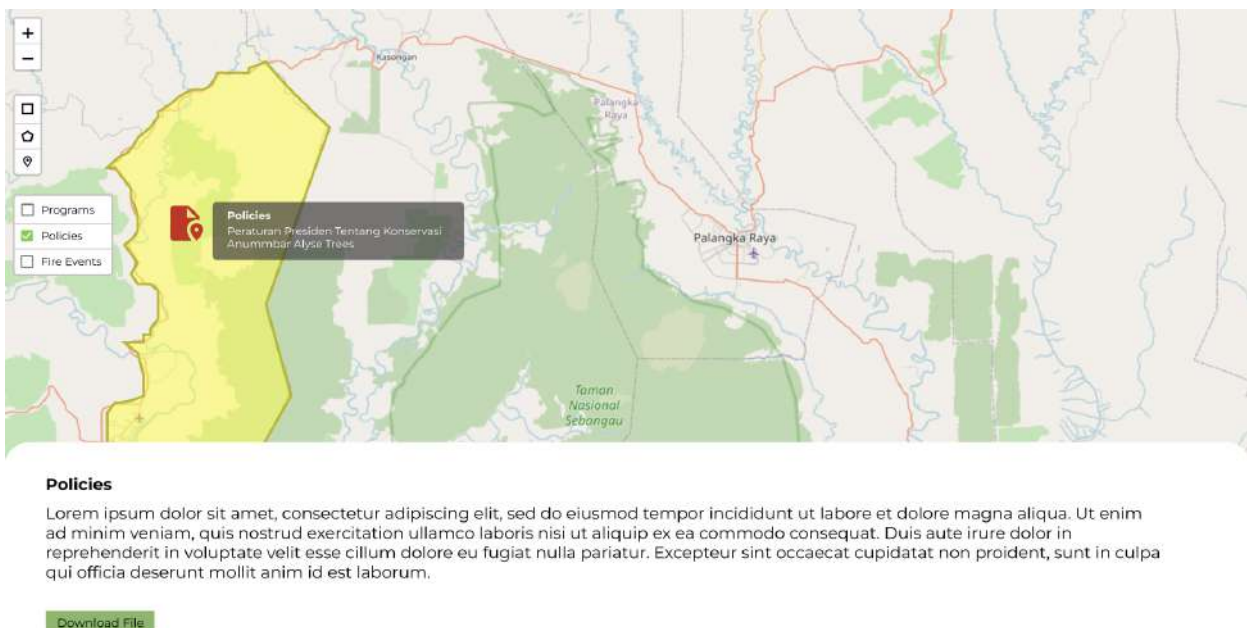 +
−
Kasongan
Palangka
Raya
Programs
Policies
Fire Events
Policies
Peraturan Presiden Tentang Konservasi
Anummbar Alyse Trees
Palangka Raya
Taman
Nasional
Sebangau
Policies
Lorem ipsum dolor sit amet, consectetur adipiscing elit, sed do eiusmod tempor incididunt ut labore et dolore magna aliqua. Ut enim
ad minim veniam, quis nostrud exercitation ullamco laboris nisi ut aliquip ex ea commodo consequat. Duis aute irure dolor in
reprehenderit in voluptate velit esse cillum dolore eu fugiat nulla pariatur. Excepteur sint occaecat cupidatat non proident, sunt in culpa
qui officia deserunt mollit anim id est laborum.
Download File